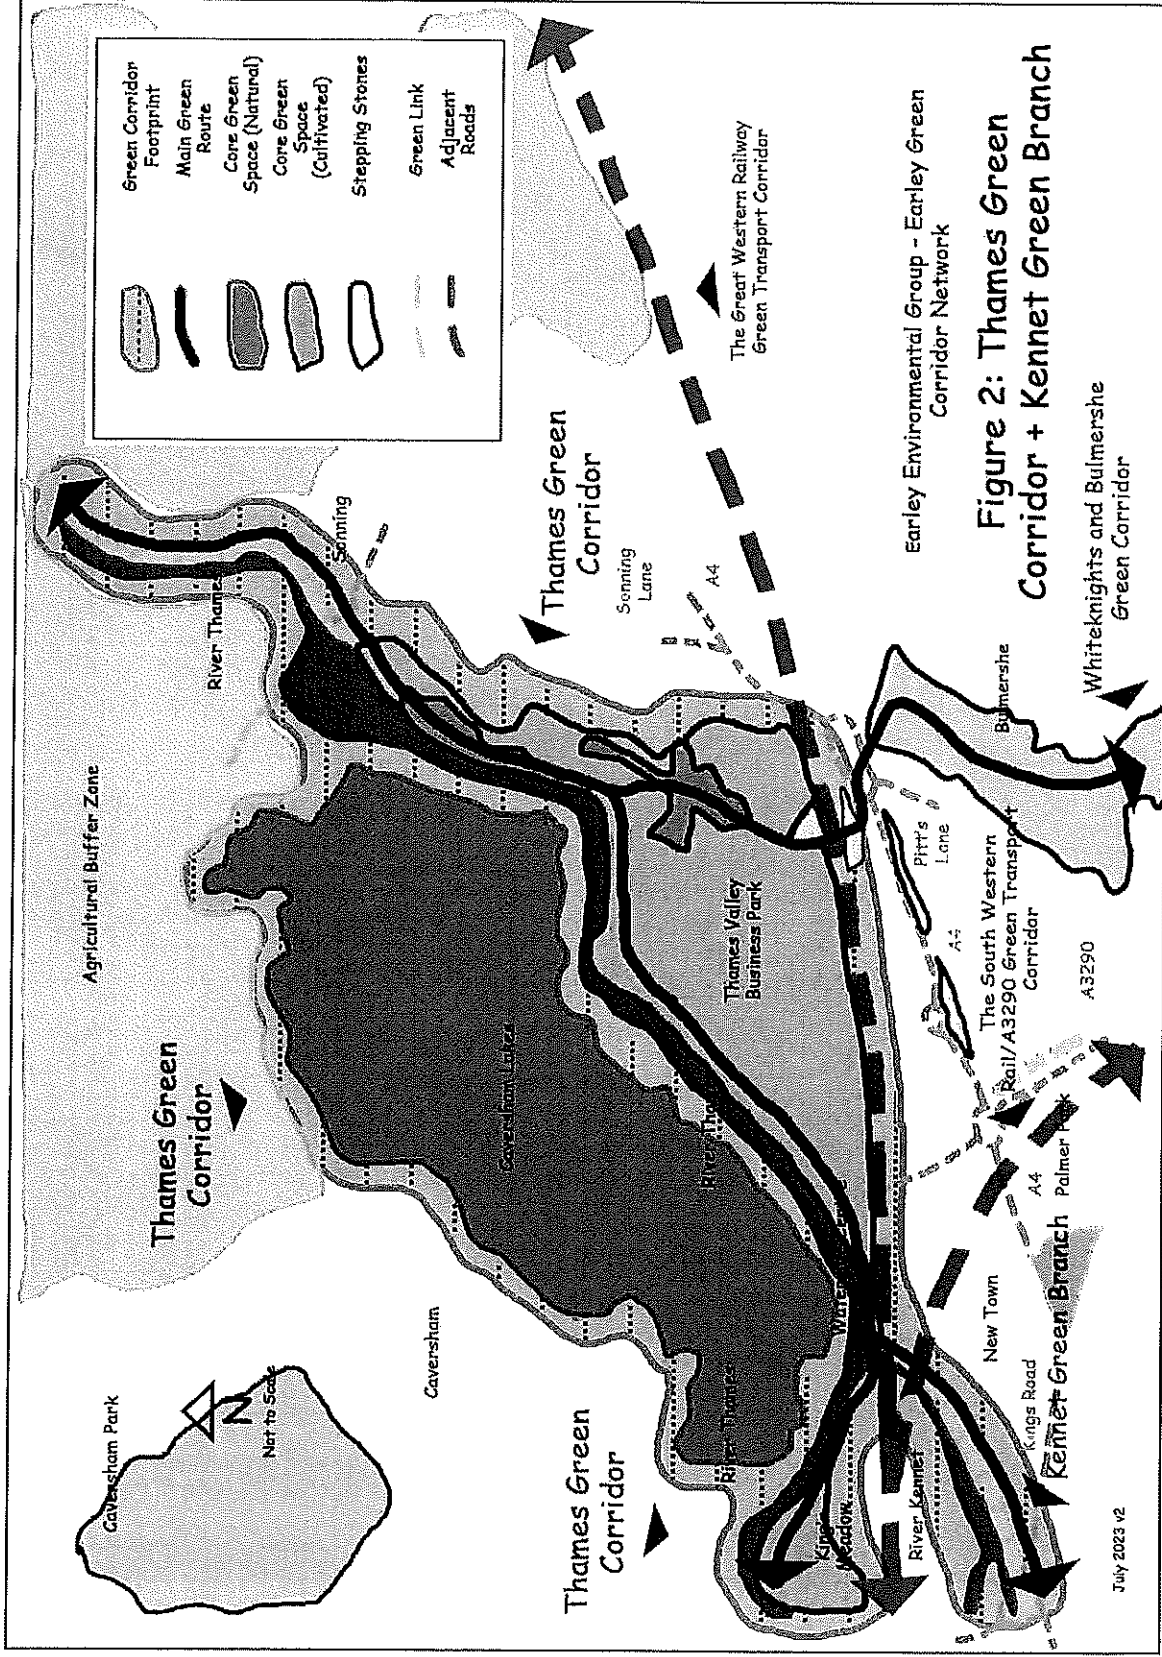 Green Corridor
Footprint
Main Green
Route
Core Green
Space (Natural)
Core Green
Space
(Cultivated)
Stepping Stones
Green Link
Adjacent
Roads
Caversham Park
N
Not to Scale
Caversham
Thames Green
Corridor
Agricultural Buffer Zone
River Thames
Sonning
Thames Green
Corridor
Sonning
Lane
A4
Thames Green
Corridor
Caversham Lakes
River Thames
Thames Valley
Business Park
River Thames
King's
Meadow
River Kennet
New Town
Kings Road
Kennet Green Branch
A4
Palmer Park
The South Western
Rail/A3290 Green Transport
Corridor
A3290
A4
Pitt's
Lane
Bulmershe
Whiteknights and Bulmershe
Green Corridor
The Great Western Railway
Green Transport Corridor
Earley Environmental Group - Earley Green
Corridor Network
Figure 2: Thames Green
Corridor + Kennet Green Branch
July 2023 v2